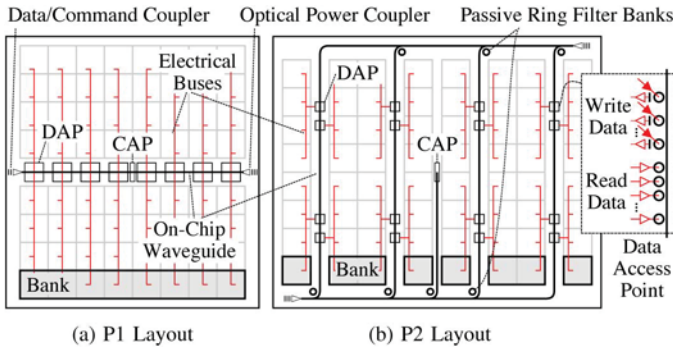 Data/Command Coupler
Optical Power Coupler
Passive Ring Filter Banks
Electrical
Buses
DAP
CAP
On-Chip
Waveguide
Bank
DAP
CAP
Bank
Write
Data
Read
Data
Data
Access
Point
(a) P1 Layout
(b) P2 Layout